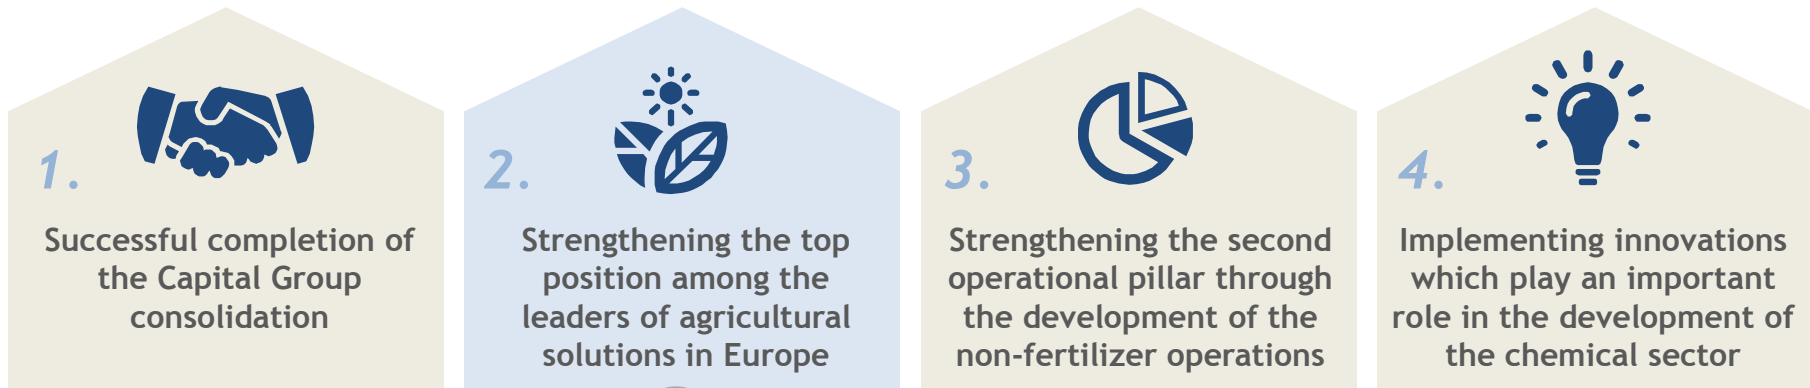 1.
Successful completion of
the Capital Group
consolidation
2.
Strengthening the top
position among the
leaders of agricultural
solutions in Europe
3.
Strengthening the second
operational pillar through
the development of the
non-fertilizer operations
4.
Implementing innovations
which play an important
role in the development of
the chemical sector